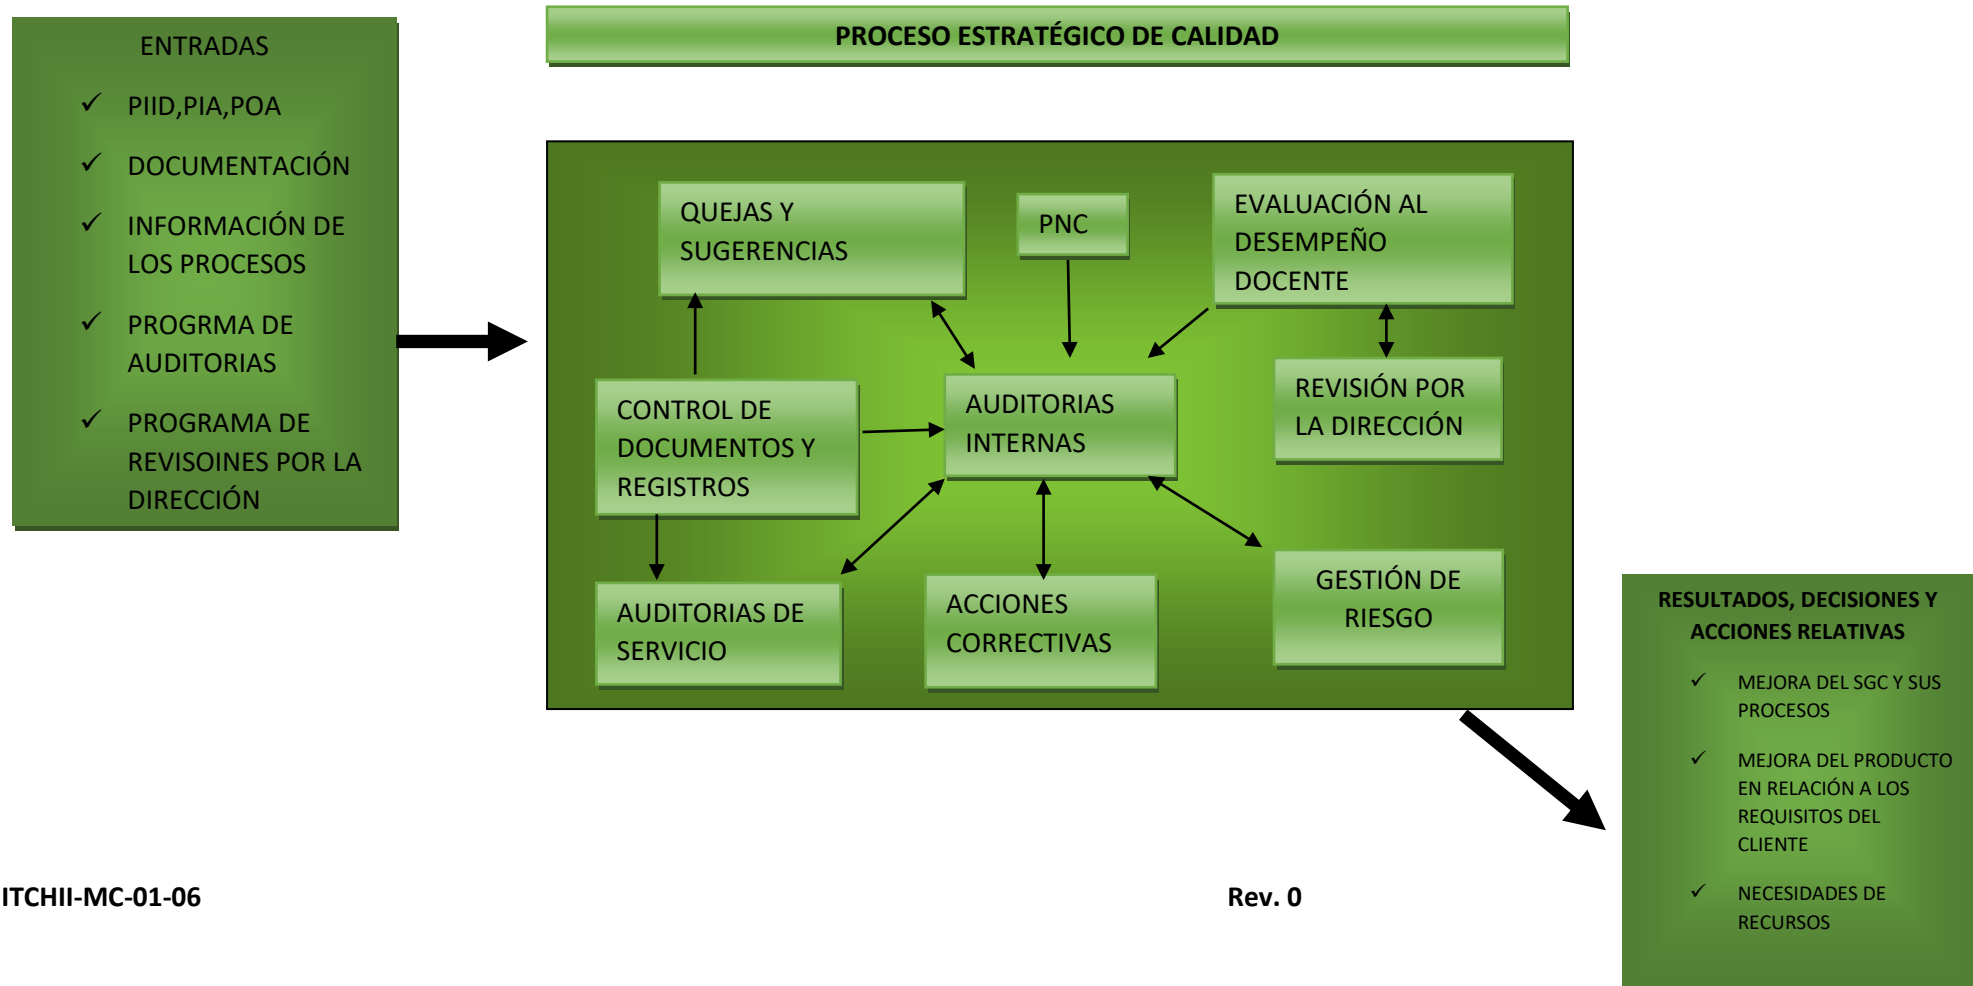 PROCESO ESTRATÉGICO DE CALIDAD
ENTRADAS
PIID,PIA,POA
DOCUMENTACIÓN
INFORMACIÓN DE
LOS PROCESOS
PROGRMA DE
AUDITORIAS
PROGRAMA DE
REVISOINES POR LA
DIRECCIÓN
QUEJAS Y
SUGERENCIAS
PNC
EVALUACIÓN AL
DESEMPEÑO
DOCENTE
CONTROL DE
DOCUMENTOS Y
REGISTROS
AUDITORIAS
INTERNAS
REVISIÓN POR
LA DIRECCIÓN
AUDITORIAS DE
SERVICIO
ACCIONES
CORRECTIVAS
GESTIÓN DE
RIESGO
RESULTADOS, DECISIONES Y
ACCIONES RELATIVAS
MEJORA DEL SGC Y SUS
PROCESOS
MEJORA DEL PRODUCTO
EN RELACIÓN A LOS
REQUISITOS DEL
CLIENTE
NECESIDADES DE
RECURSOS
ITCHII-MC-01-06
Rev. 0